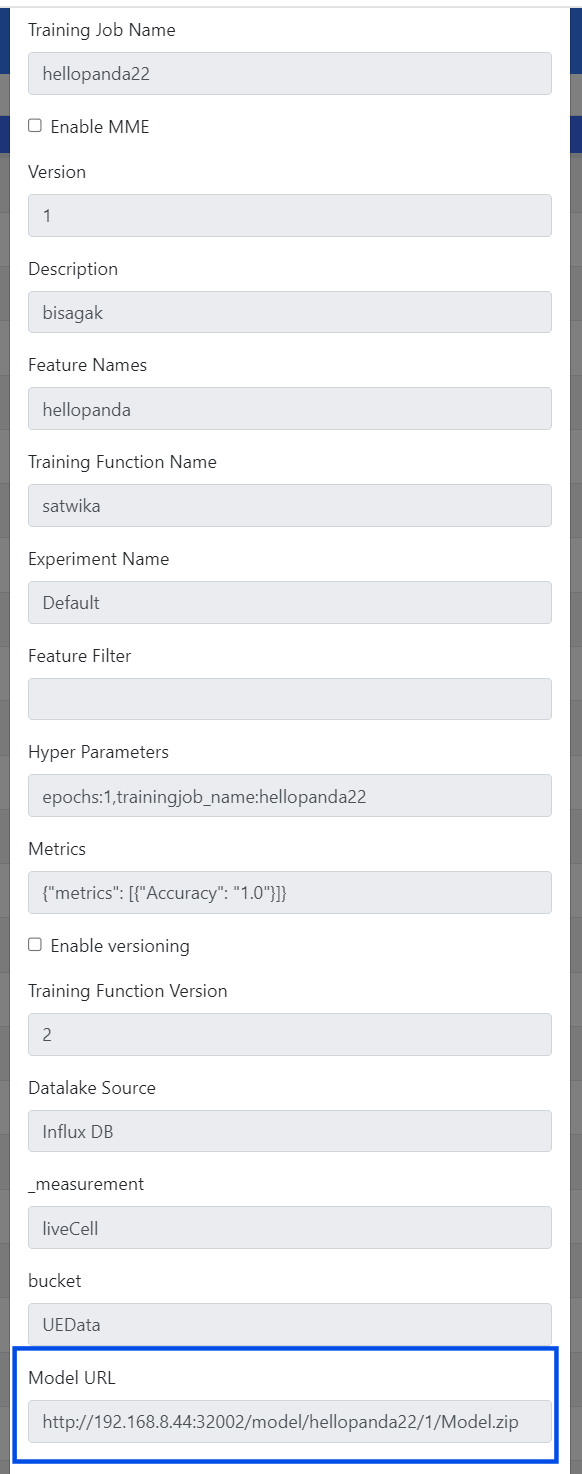 Training Job Name
hellopanda22
Enable MME
Version
1
Description
bisagak
Feature Names
hellopanda
Training Function Name
satwika
Experiment Name
Default
Feature Filter
Hyper Parameters
epochs:1,trainingjob_name:hellopanda22
Metrics
{"metrics": [{"Accuracy": "1.0"}]}
Enable versioning
Training Function Version
2
Datalake Source
Influx DB
_measurement
liveCell
bucket
UEData
Model URL
http://192.168.8.44:32002/model/hellopanda22/1/Model.zip